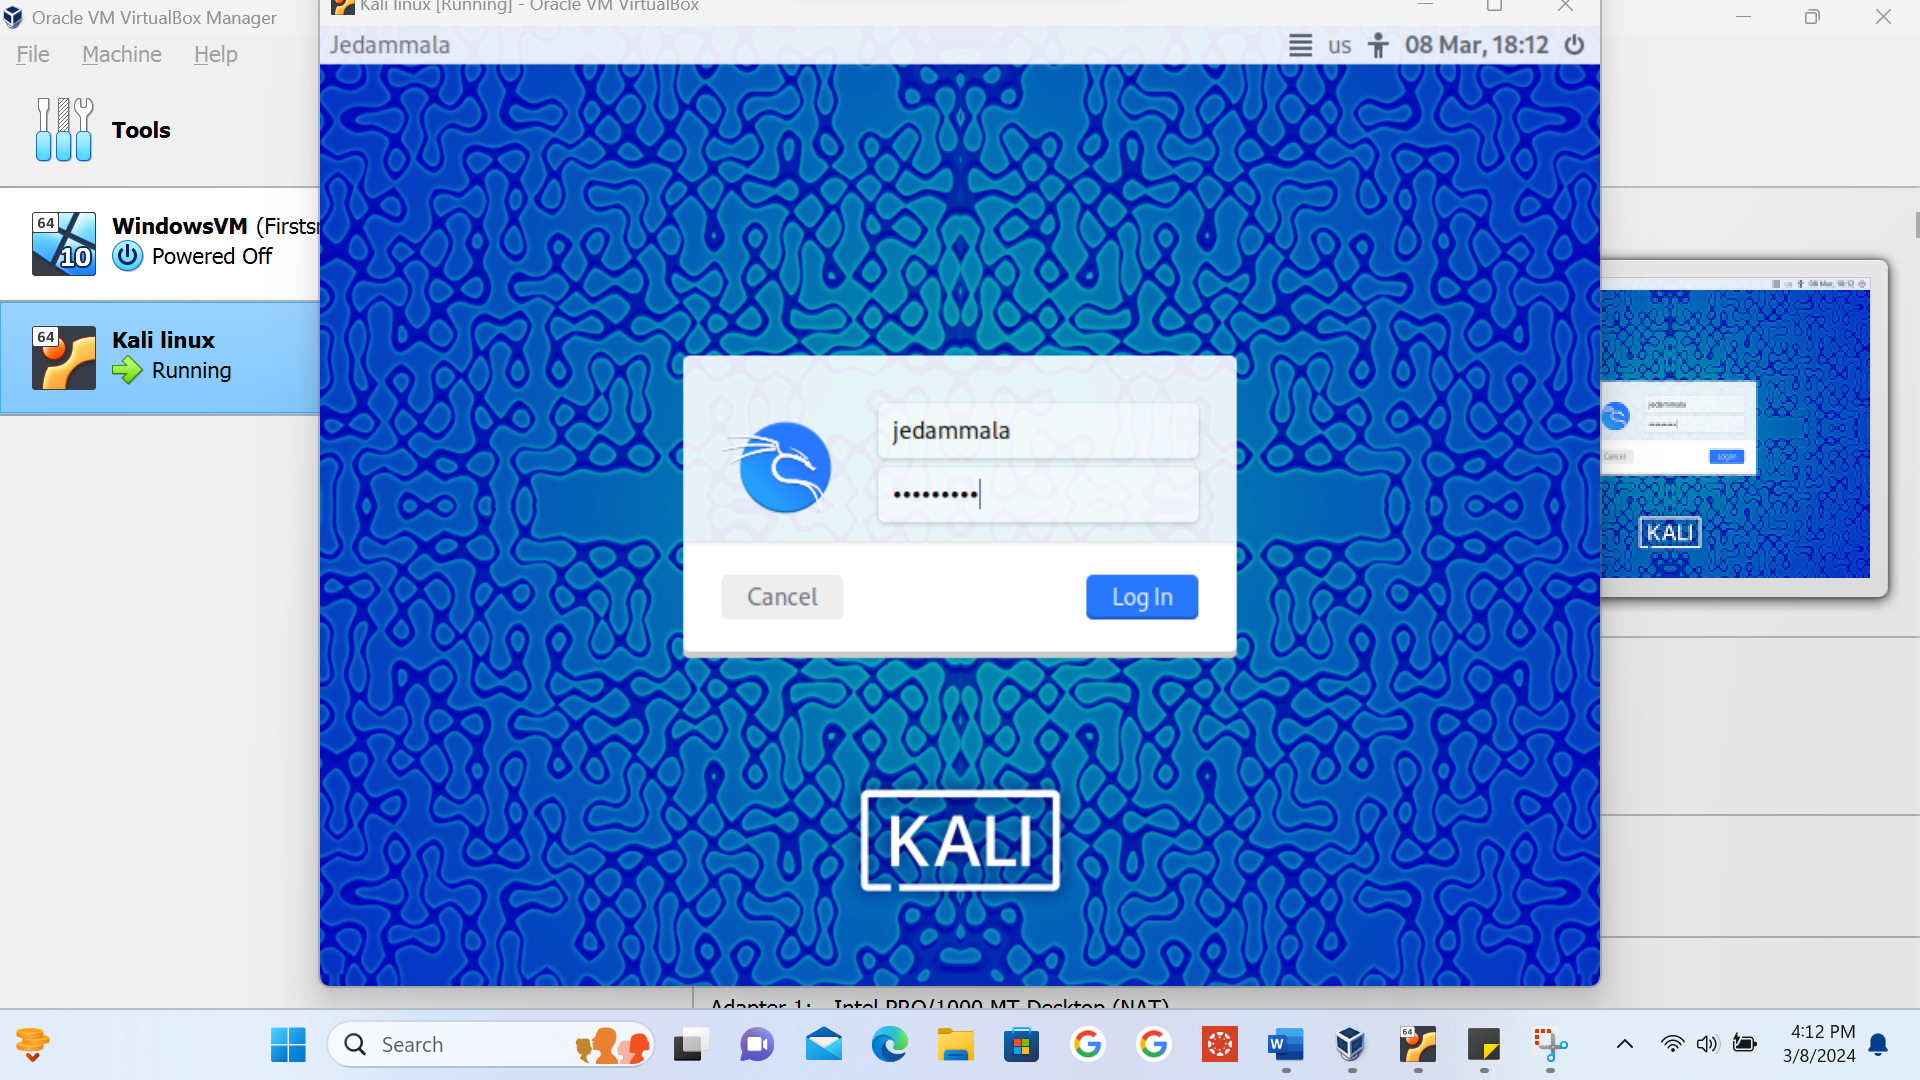 Oracle VM VirtualBox Manager
File Machine Help
Tools
64
10
WindowsVM (Firstsn
Powered Off
64
Kali linux
Running
Kali linux [Running] - Oracle VM VirtualBox
Jedammala
us
08 Mar, 18:12
jedammala
•••••••••
Cancel
Log In
KALI
jedammala
Cancel
Log In
KALI
Adapter 1: Intel PRO/1000 MT Desktop (NAT)
Search
64
4:12 PM
3/8/2024